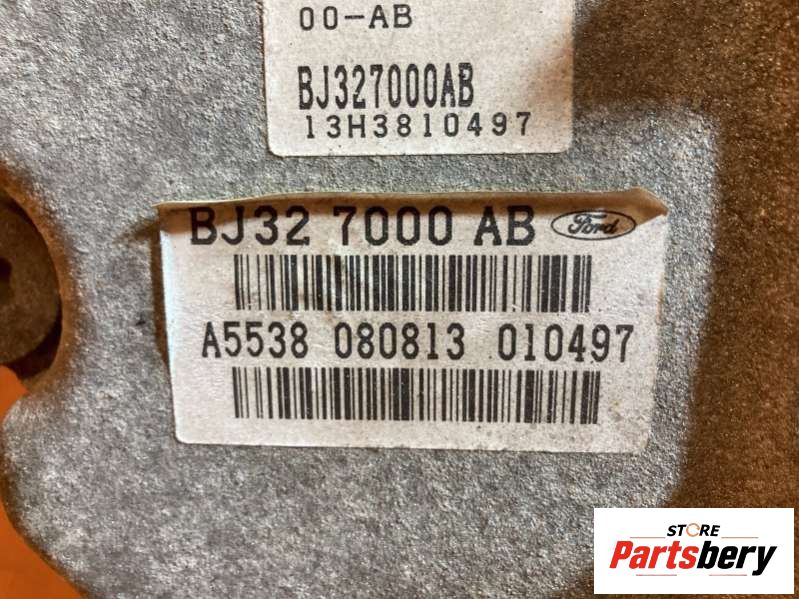 00-AB
BJ327000AB
13H3810497
BJ32 7000 AB Ford
A5538 080813 010497
STORE
Partsbery